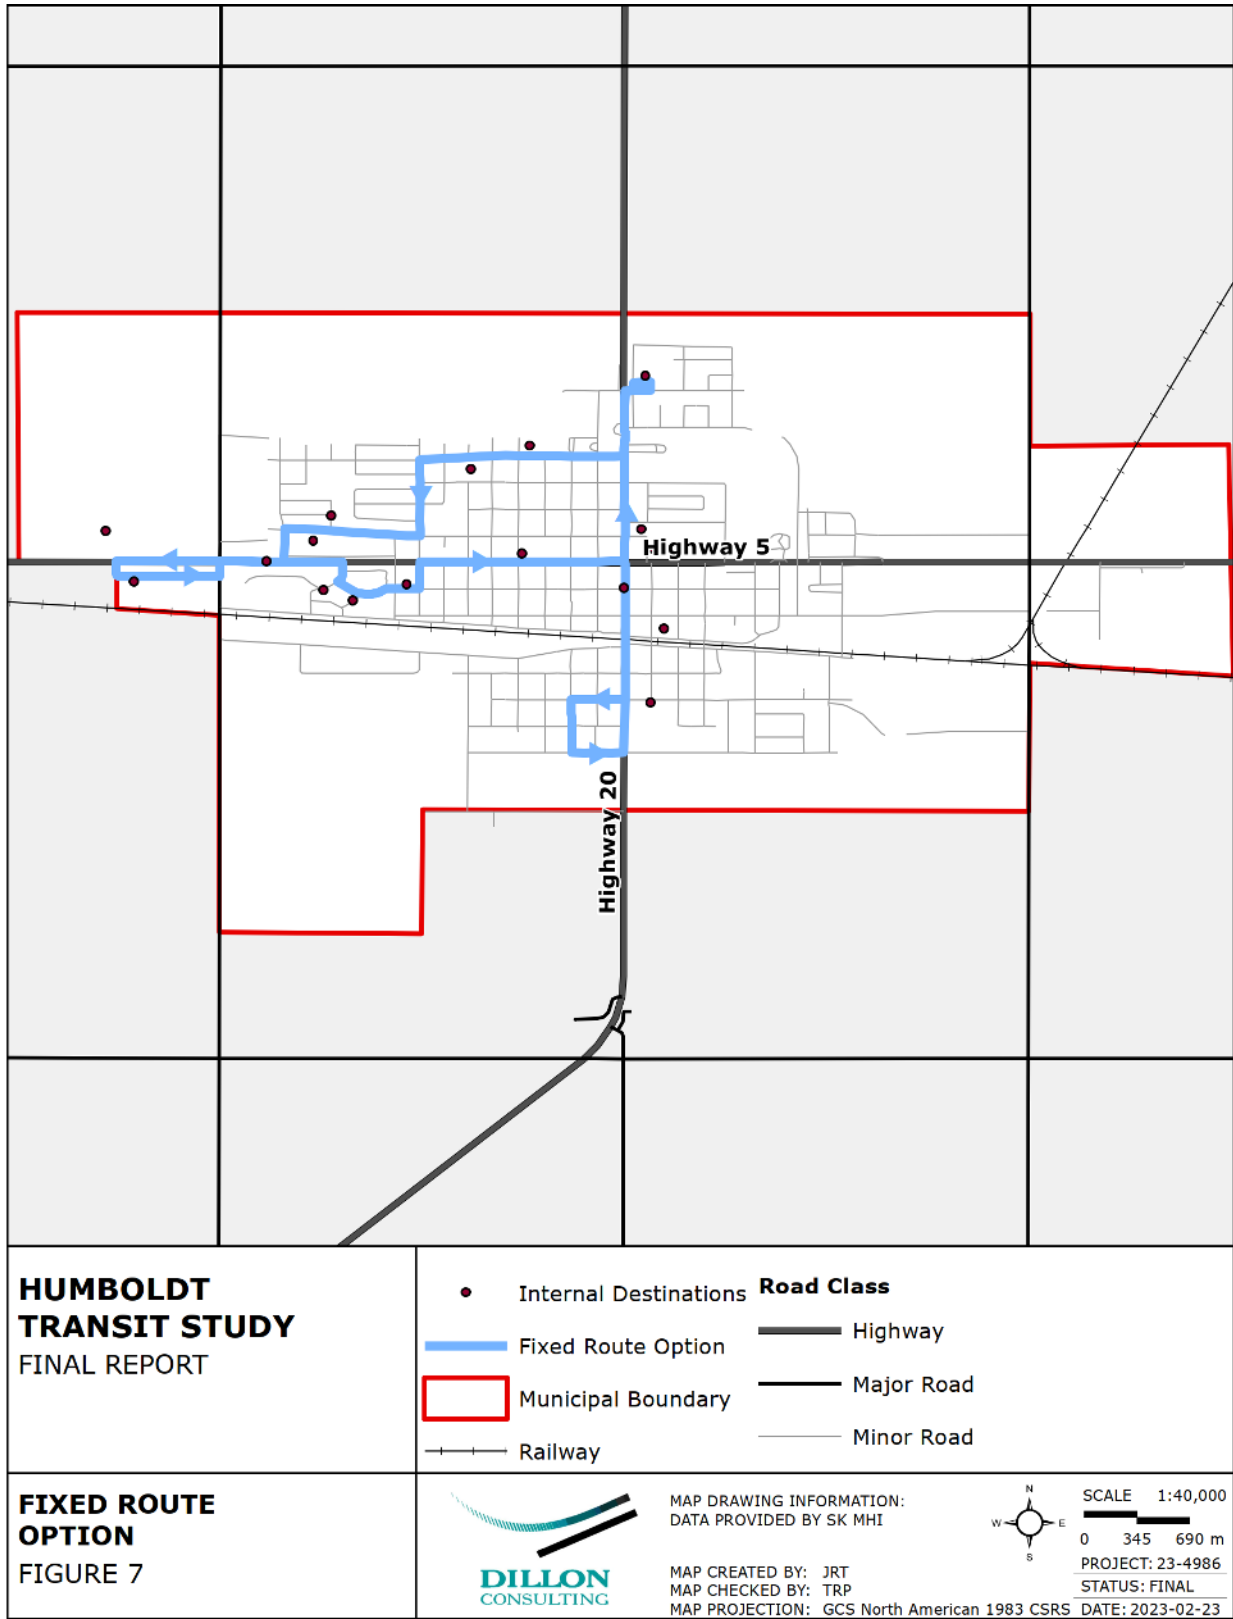 Highway 5
Highway 20
HUMBOLDT
TRANSIT STUDY
FINAL REPORT
Internal Destinations
Fixed Route Option
Municipal Boundary
Railway
Road Class
Highway
Major Road
Minor Road
FIXED ROUTE
OPTION
FIGURE 7
DILLON
CONSULTING
MAP DRAWING INFORMATION:
DATA PROVIDED BY SK MHI
MAP CREATED BY: JRT
MAP CHECKED BY: TRP
MAP PROJECTION: GCS North American 1983 CSRS
N
W E
S
SCALE 1:40,000
0 345 690 m
PROJECT: 23-4986
STATUS: FINAL
DATE: 2023-02-23